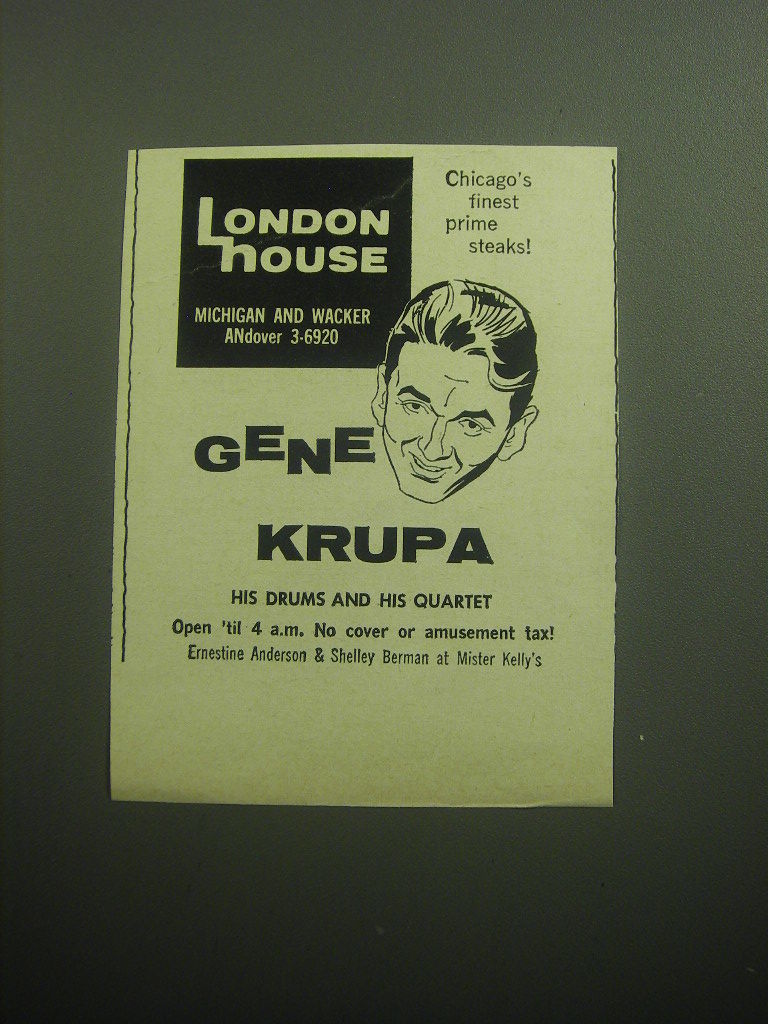 LONDON
hOUSE
MICHIGAN AND WACKER
ANdover 3-6920
Chicago's
finest
prime
steaks!
GENE
KRUPA
HIS DRUMS AND HIS QUARTET
Open 'til 4 a.m. No cover or amusement tax!
Ernestine Anderson & Shelley Berman at Mister Kelly's